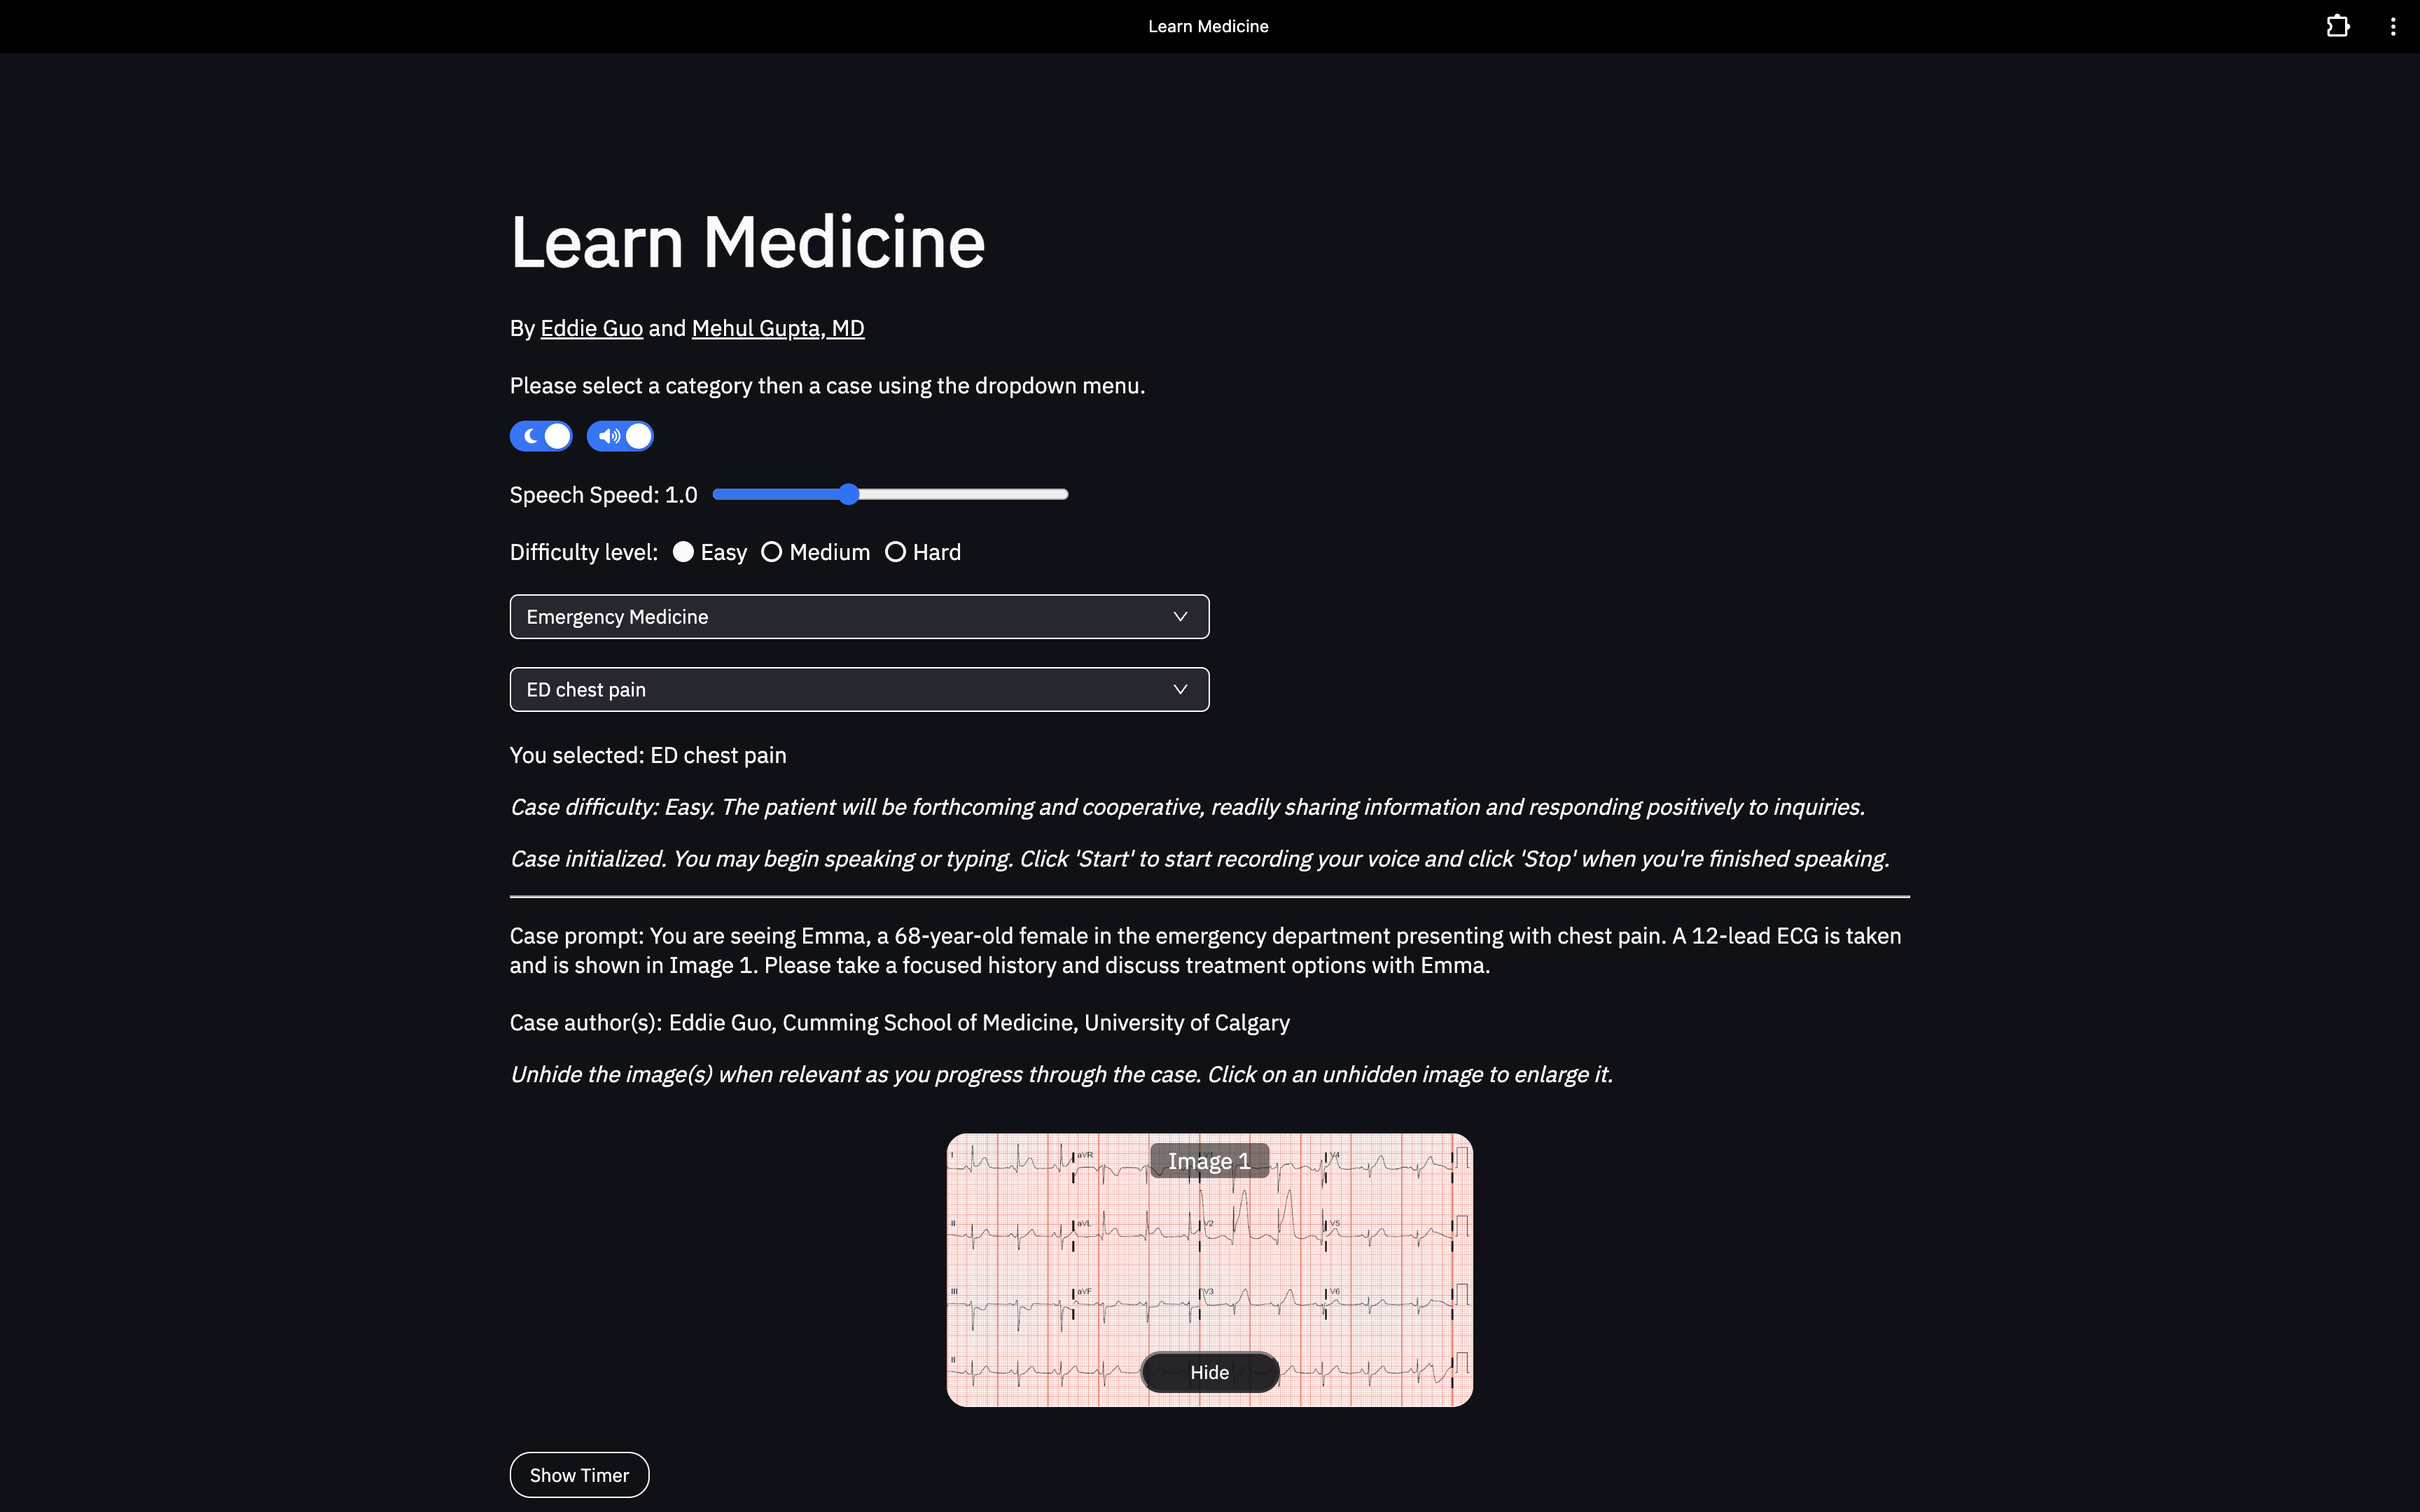 Learn Medicine
Learn Medicine
By Eddie Guo and Mehul Gupta, MD
Please select a category then a case using the dropdown menu.
Speech Speed: 1.0
Difficulty level: Easy Medium Hard
Emergency Medicine
ED chest pain
You selected: ED chest pain
Case difficulty: Easy. The patient will be forthcoming and cooperative, readily sharing information and responding positively to inquiries.
Case initialized. You may begin speaking or typing. Click 'Start' to start recording your voice and click 'Stop' when you're finished speaking.
Case prompt: You are seeing Emma, a 68-year-old female in the emergency department presenting with chest pain. A 12-lead ECG is taken
and is shown in Image 1. Please take a focused history and discuss treatment options with Emma.
Case author(s): Eddie Guo, Cumming School of Medicine, University of Calgary
Unhide the image(s) when relevant as you progress through the case. Click on an unhidden image to enlarge it.
Image 1
I aVR V4
II aVL V2 V5
III aVF V3 V6
II
Hide
Show Timer